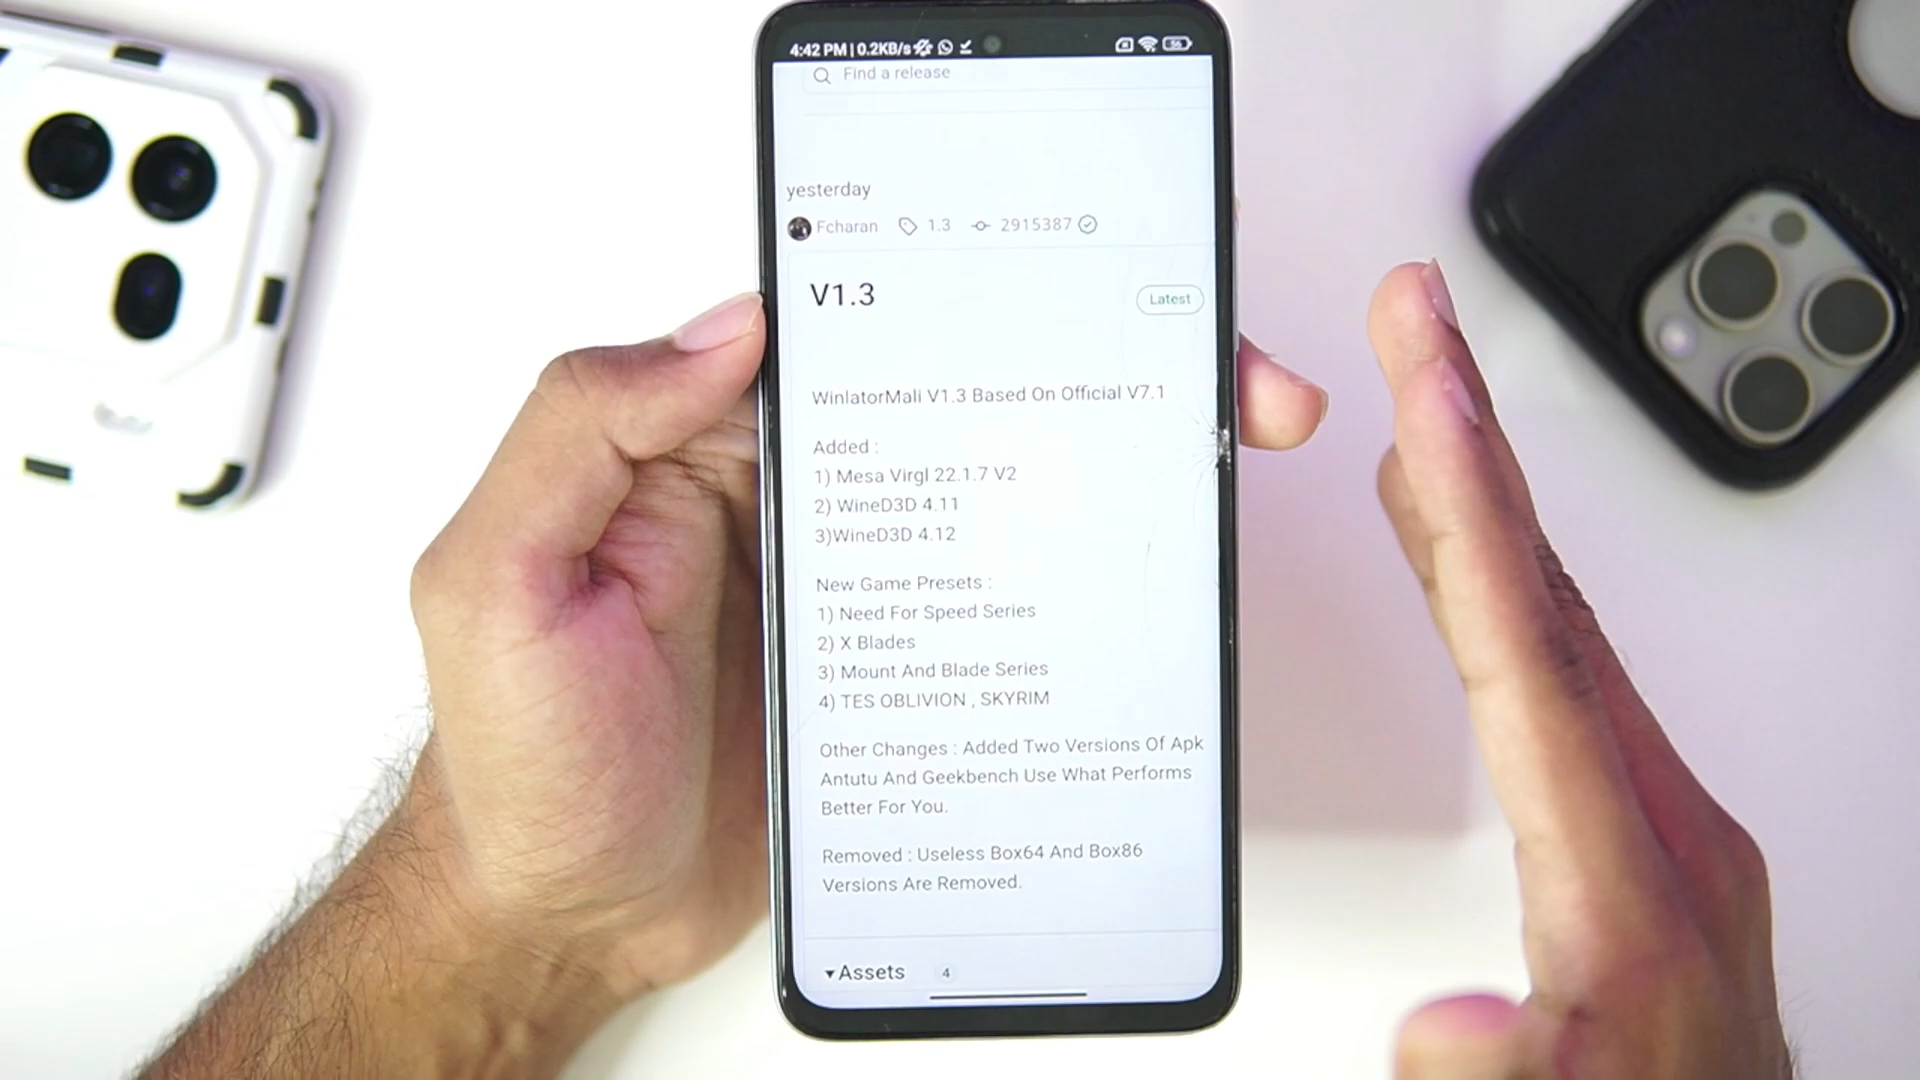 4:42 PM | 0.2KB/s
56
Find a release
yesterday
Fcharan 1.3 2915387
V1.3
Latest
WinlatorMali V1.3 Based On Official V7.1
Added :
1) Mesa Virgl 22.1.7 V2
2) WineD3D 4.11
3)WineD3D 4.12
New Game Presets :
1) Need For Speed Series
2) X Blades
3) Mount And Blade Series
4) TES OBLIVION , SKYRIM
Other Changes : Added Two Versions Of Apk
Antutu And Geekbench Use What Performs
Better For You.
Removed : Useless Box64 And Box86
Versions Are Removed.
Assets 4